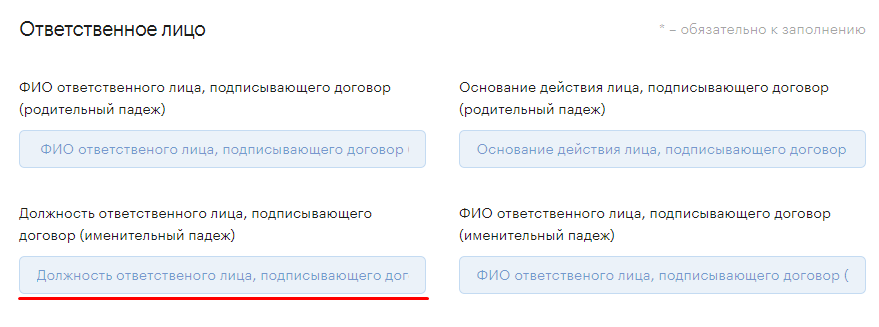 Ответственное лицо
* – обязательно к заполнению
ФИО ответственного лица, подписывающего договор
(родительный падеж)
Основание действия лица, подписывающего договор
(родительный падеж)
ФИО ответственого лица, подписывающего договор (
Основание действия лица, подписывающего договор
Должность ответственного лица, подписывающего
договор (именительный падеж)
ФИО ответственного лица, подписывающего договор
(именительный падеж)
Должность ответственого лица, подписывающего дог
ФИО ответственого лица, подписывающего договор (